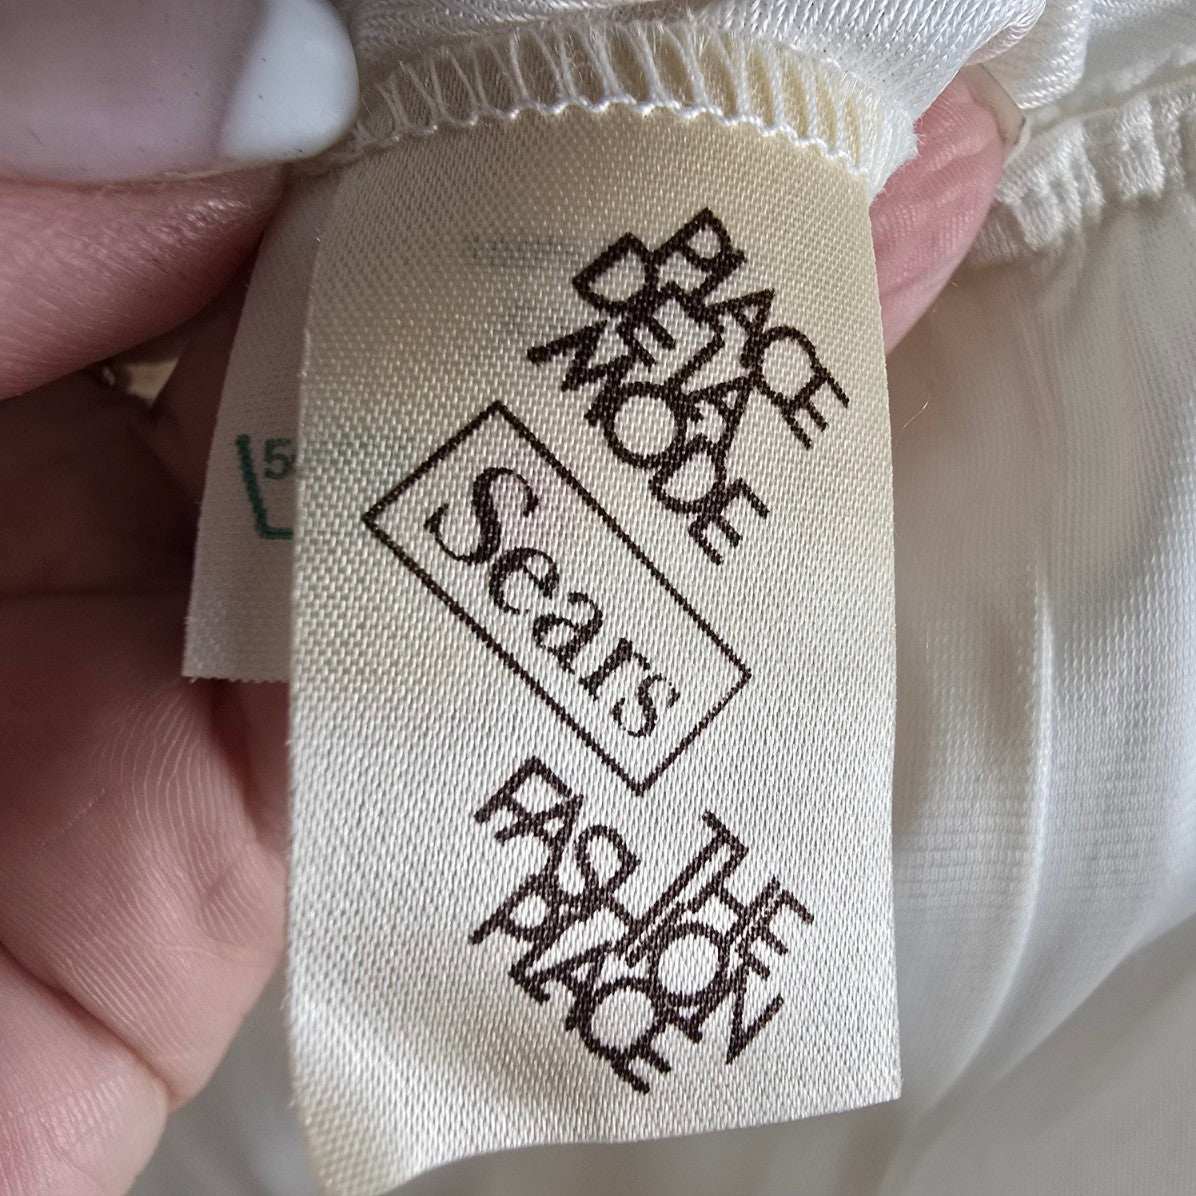 PLACE
DE LA
MODE
Sears
THE
FASHION
PLACE